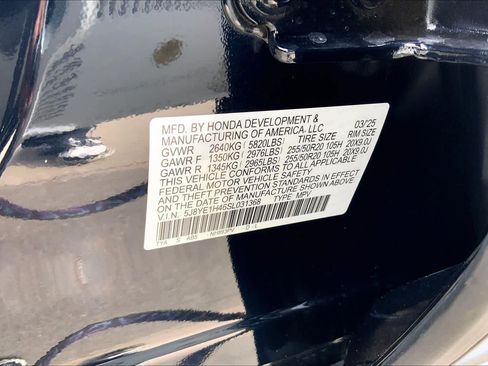 MFD. BY HONDA DEVELOPMENT & 03/25
MANUFACTURING OF AMERICA, LLC
GVWR 2640KG( 5820LBS) TIRE SIZE RIM SIZE
GAWR F 1350KG( 2976LBS) 255/50R20 105H 20X9.0J
GAWR R 1345KG( 2965LBS) 255/50R20 105H 20X9.0J
THIS VEHICLE CONFORMS TO ALL APPLICABLE
FEDERAL MOTOR VEHICLE SAFETY
AND THEFT PREVENTION STANDARDS IN EFFECT
ON THE DATE OF MANUFACTURE SHOWN ABOVE.
V.I.N. 5J8YE1H46SL031368 TYPE: MPV
TYA S ABS NH893PV D L